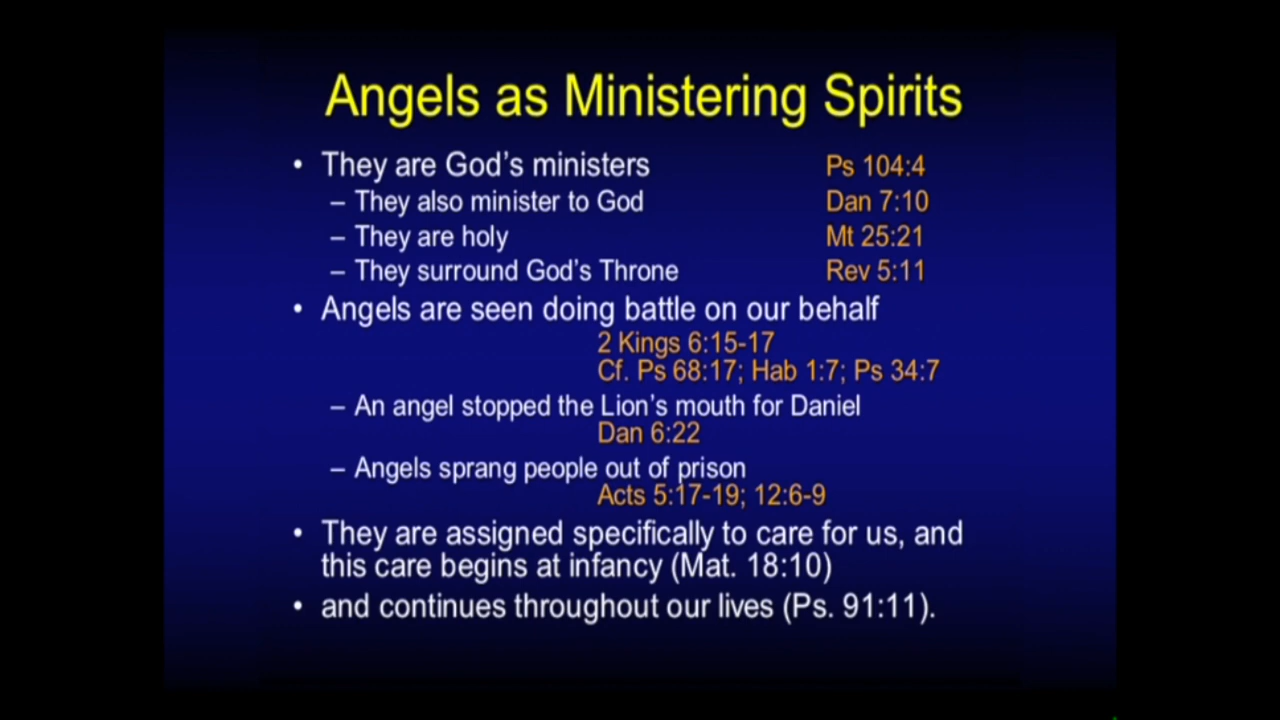 Angels as Ministering Spirits
• They are God's ministers Ps 104:4
– They also minister to God Dan 7:10
– They are holy Mt 25:21
– They surround God's Throne Rev 5:11
• Angels are seen doing battle on our behalf
2 Kings 6:15-17
Cf. Ps 68:17; Hab 1:7; Ps 34:7
– An angel stopped the Lion's mouth for Daniel
Dan 6:22
– Angels sprang people out of prison
Acts 5:17-19; 12:6-9
• They are assigned specifically to care for us, and
this care begins at infancy (Mat. 18:10)
• and continues throughout our lives (Ps. 91:11).